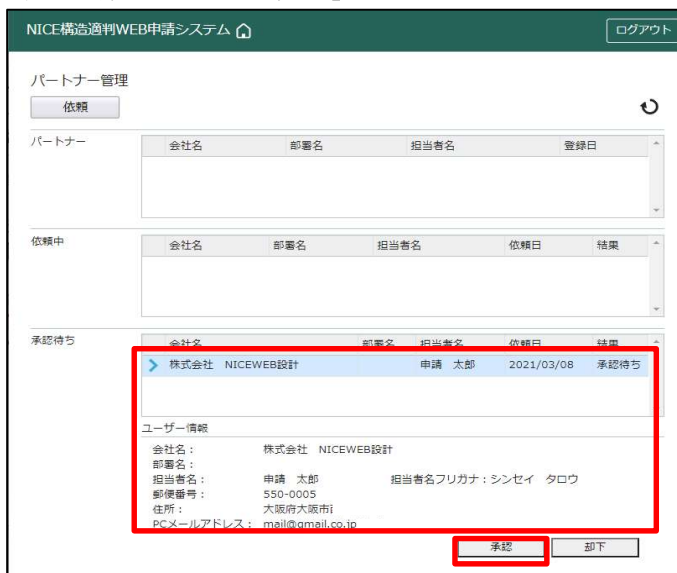 NICE構造適判WEB申請システム ログアウト
パートナー管理
依頼
パートナー 会社名 部署名 担当者名 登録日
依頼中 会社名 部署名 担当者名 依頼日 結果
承認待ち 会社名 部署名 担当者名 依頼日 結果
株式会社 NICEWEB設計 申請 太郎 2021/03/08 承認待ち
ユーザー情報
会社名： 株式会社 NICEWEB設計
部署名：
担当者名： 申請 太郎 担当者名フリガナ：シンセイ タロウ
郵便番号： 550-0005
住所： 大阪府大阪市
PCメールアドレス： mail@gmail.co.jp
承認 却下